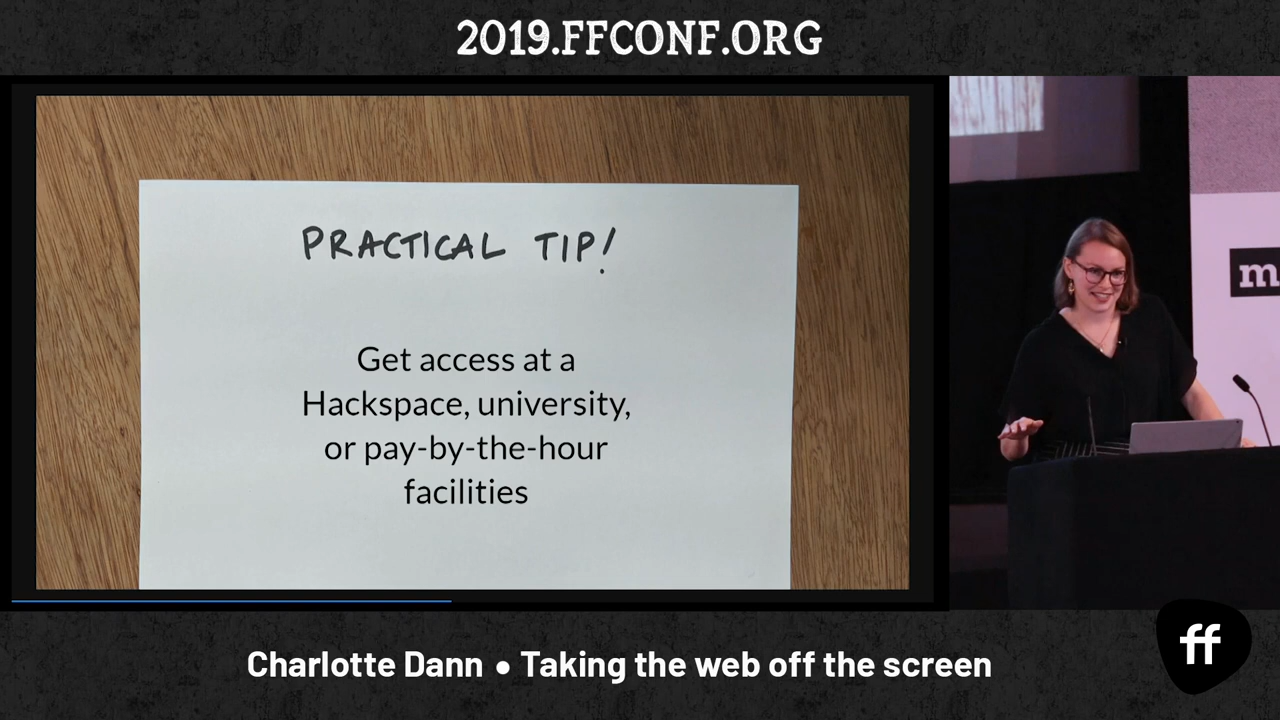 2019.FFCONF.ORG
PRACTICAL TIP!
Get access at a
Hackspace, university,
or pay-by-the-hour
facilities
m
Charlotte Dann • Taking the web off the screen
ff